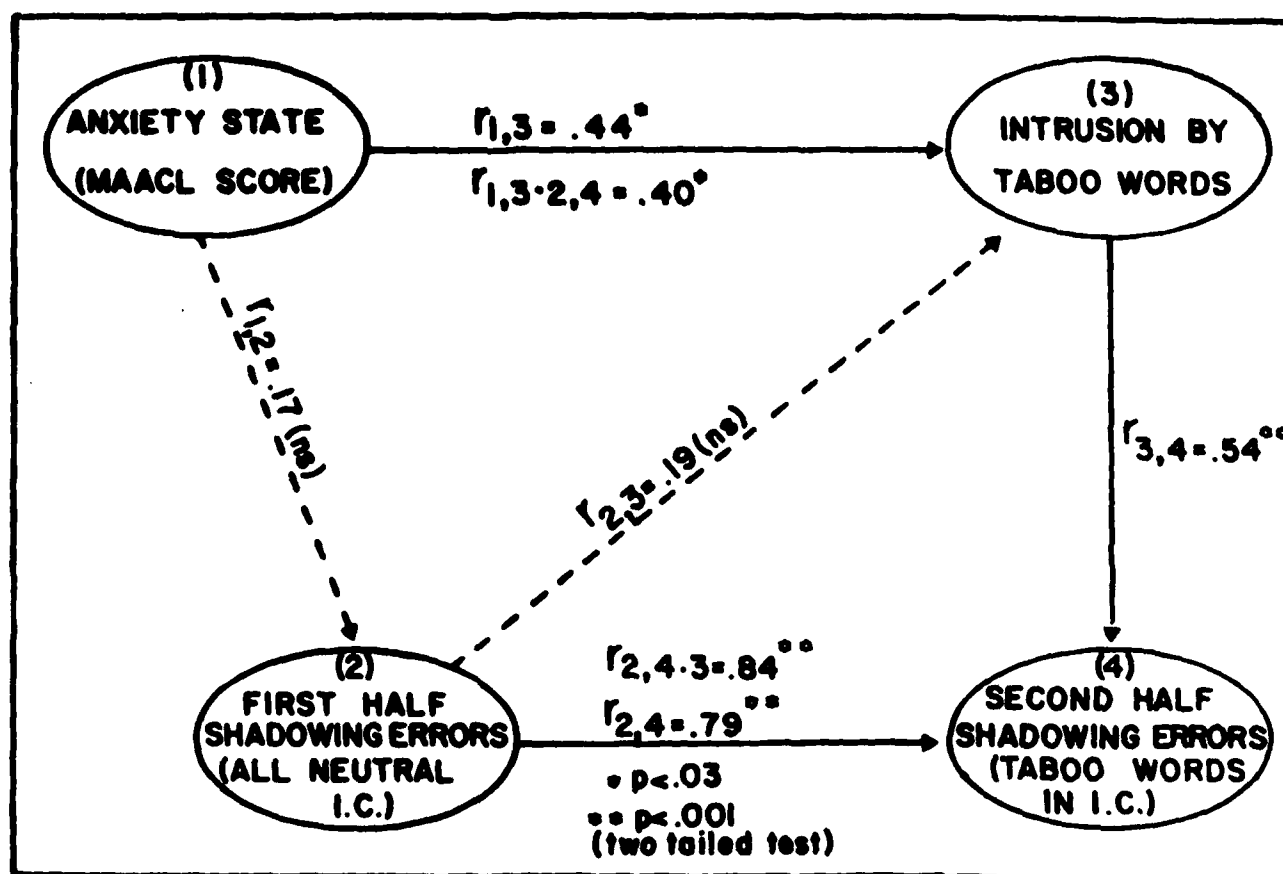 (1)
ANXIETY STATE
(MAACL SCORE)
r1,3 = .44*
r1,3·2,4 = .40*
(3)
INTRUSION BY
TABOO WORDS
r1,2 = .17 (ns)
r2,3 = .19 (ns)
r3,4 = .54**
(2)
FIRST HALF
SHADOWING ERRORS
(ALL NEUTRAL
I.C.)
r2,4·3 = .84**
r2,4 = .79**
* p<.03
** p<.001
(two tailed test)
(4)
SECOND HALF
SHADOWING ERRORS
(TABOO WORDS
IN I.C.)